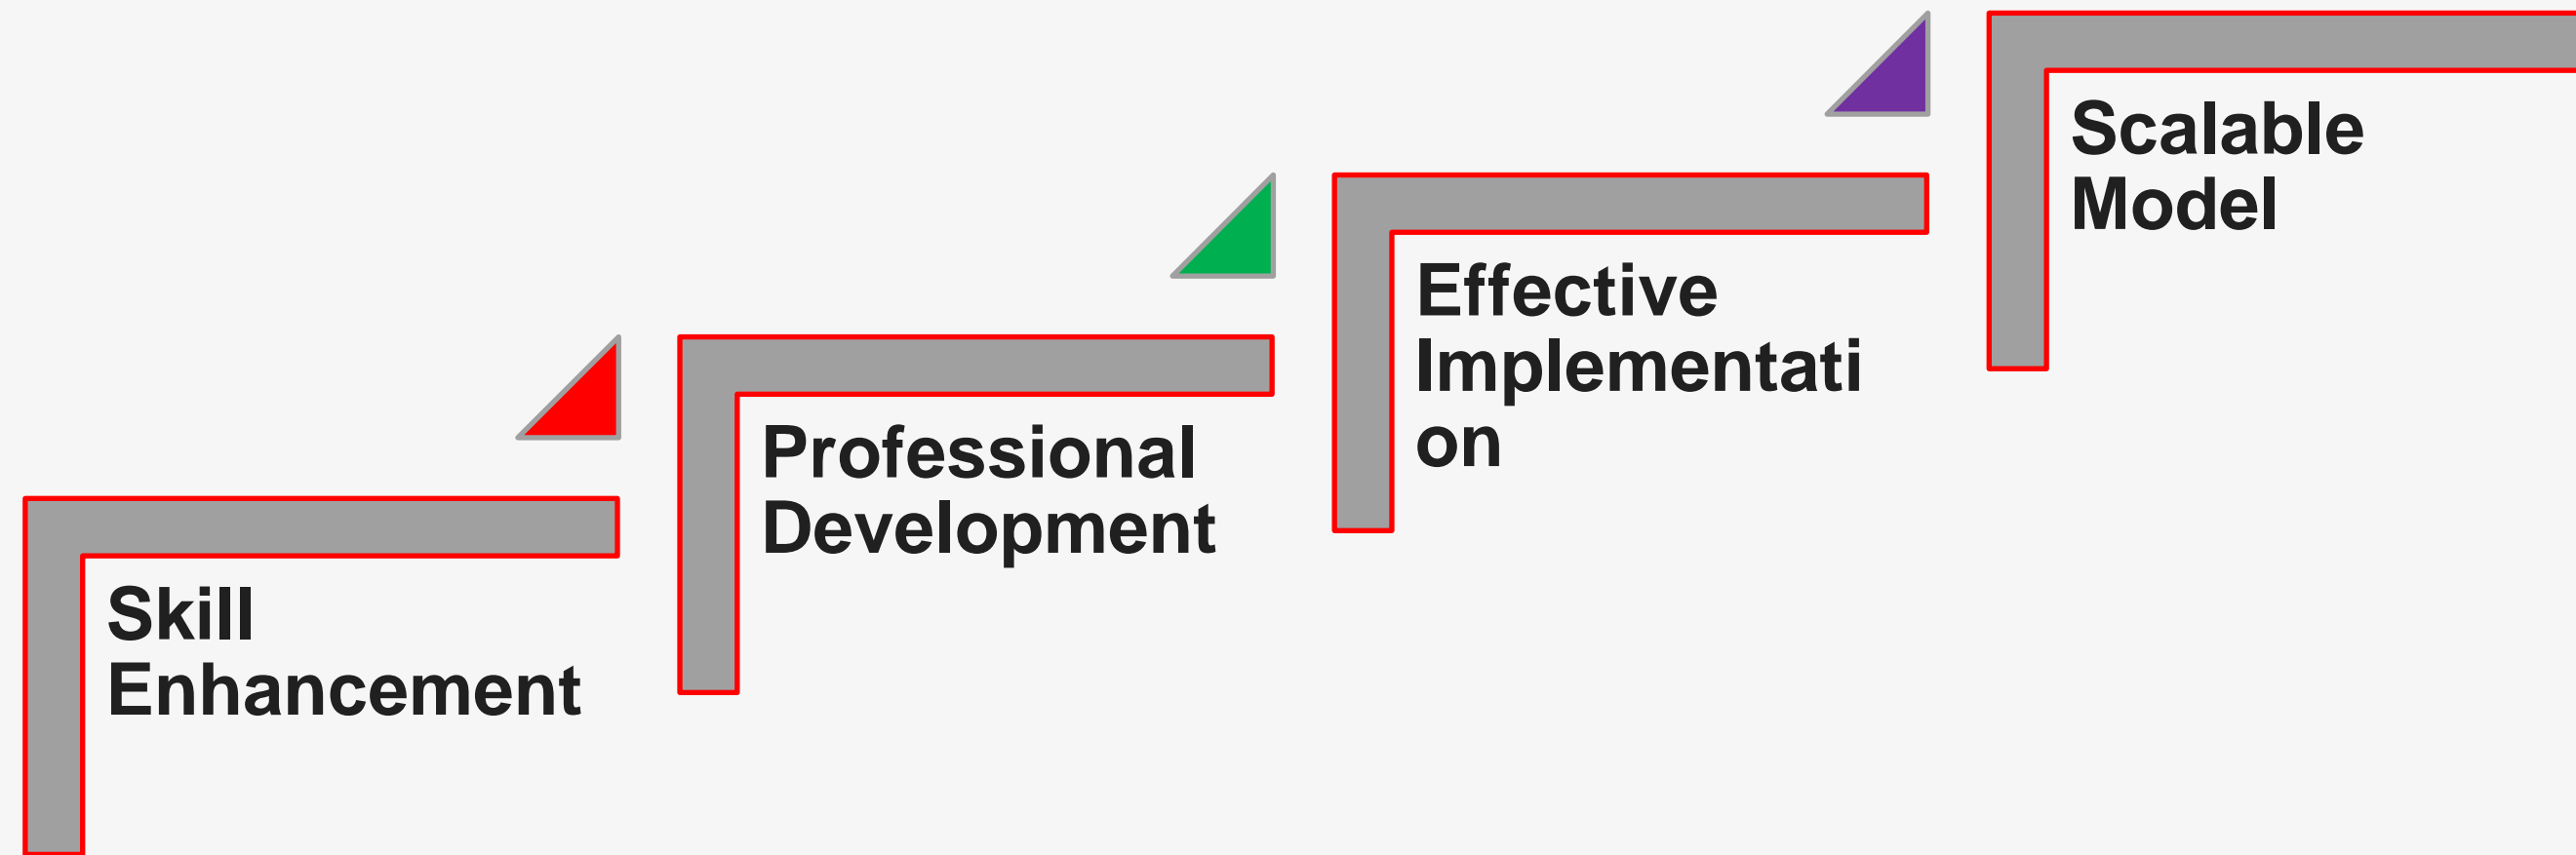 Skill
Enhancement
Professional
Development
Effective
Implementati
on
Scalable
Model